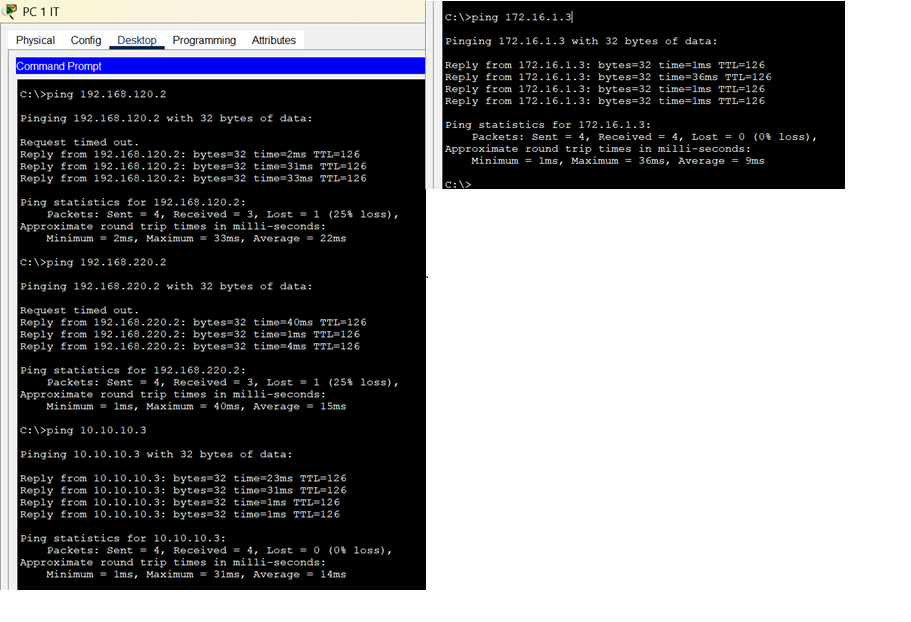 PC 1 IT
Physical Config Desktop Programming Attributes
Command Prompt
C:\>ping 192.168.120.2
Pinging 192.168.120.2 with 32 bytes of data:
Request timed out.
Reply from 192.168.120.2: bytes=32 time=2ms TTL=126
Reply from 192.168.120.2: bytes=32 time=31ms TTL=126
Reply from 192.168.120.2: bytes=32 time=33ms TTL=126
Ping statistics for 192.168.120.2:
Packets: Sent = 4, Received = 3, Lost = 1 (25% loss),
Approximate round trip times in milli-seconds:
Minimum = 2ms, Maximum = 33ms, Average = 22ms
C:\>ping 192.168.220.2
Pinging 192.168.220.2 with 32 bytes of data:
Request timed out.
Reply from 192.168.220.2: bytes=32 time=40ms TTL=126
Reply from 192.168.220.2: bytes=32 time=1ms TTL=126
Reply from 192.168.220.2: bytes=32 time=4ms TTL=126
Ping statistics for 192.168.220.2:
Packets: Sent = 4, Received = 3, Lost = 1 (25% loss),
Approximate round trip times in milli-seconds:
Minimum = 1ms, Maximum = 40ms, Average = 15ms
C:\>ping 10.10.10.3
Pinging 10.10.10.3 with 32 bytes of data:
Reply from 10.10.10.3: bytes=32 time=23ms TTL=126
Reply from 10.10.10.3: bytes=32 time=31ms TTL=126
Reply from 10.10.10.3: bytes=32 time=1ms TTL=126
Reply from 10.10.10.3: bytes=32 time=1ms TTL=126
Ping statistics for 10.10.10.3:
Packets: Sent = 4, Received = 4, Lost = 0 (0% loss),
Approximate round trip times in milli-seconds:
Minimum = 1ms, Maximum = 31ms, Average = 14ms
C:\>ping 172.16.1.3
Pinging 172.16.1.3 with 32 bytes of data:
Reply from 172.16.1.3: bytes=32 time=1ms TTL=126
Reply from 172.16.1.3: bytes=32 time=36ms TTL=126
Reply from 172.16.1.3: bytes=32 time=1ms TTL=126
Reply from 172.16.1.3: bytes=32 time=1ms TTL=126
Ping statistics for 172.16.1.3:
Packets: Sent = 4, Received = 4, Lost = 0 (0% loss),
Approximate round trip times in milli-seconds:
Minimum = 1ms, Maximum = 36ms, Average = 9ms
C:\>